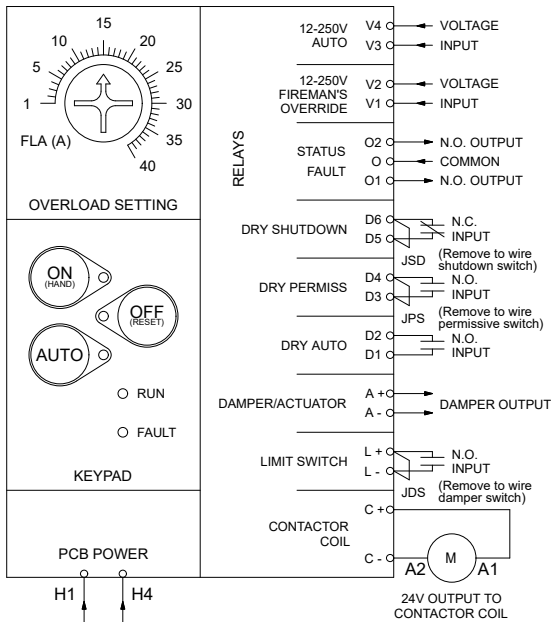 15
10
20
5
25
1
30
35
40
FLA (A)
OVERLOAD SETTING
ON
(HAND)
OFF
(RESET)
AUTO
RUN
FAULT
KEYPAD
PCB POWER
H1
H4
RELAYS
12-250V
AUTO
V4
VOLTAGE
V3
INPUT
12-250V
FIREMAN'S
OVERRIDE
V2
VOLTAGE
V1
INPUT
STATUS
FAULT
O2
N.O. OUTPUT
O
COMMON
O1
N.O. OUTPUT
DRY SHUTDOWN
D6
D5
N.C.
INPUT
JSD
(Remove to wire
shutdown switch)
DRY PERMISS
D4
D3
N.O.
INPUT
JPS
(Remove to wire
permissive switch)
DRY AUTO
D2
D1
N.O.
INPUT
DAMPER/ACTUATOR
A +
A -
DAMPER OUTPUT
LIMIT SWITCH
L +
L -
N.O.
INPUT
JDS
(Remove to wire
damper switch)
CONTACTOR
COIL
C +
C -
A2
M
A1
24V OUTPUT TO
CONTACTOR COIL